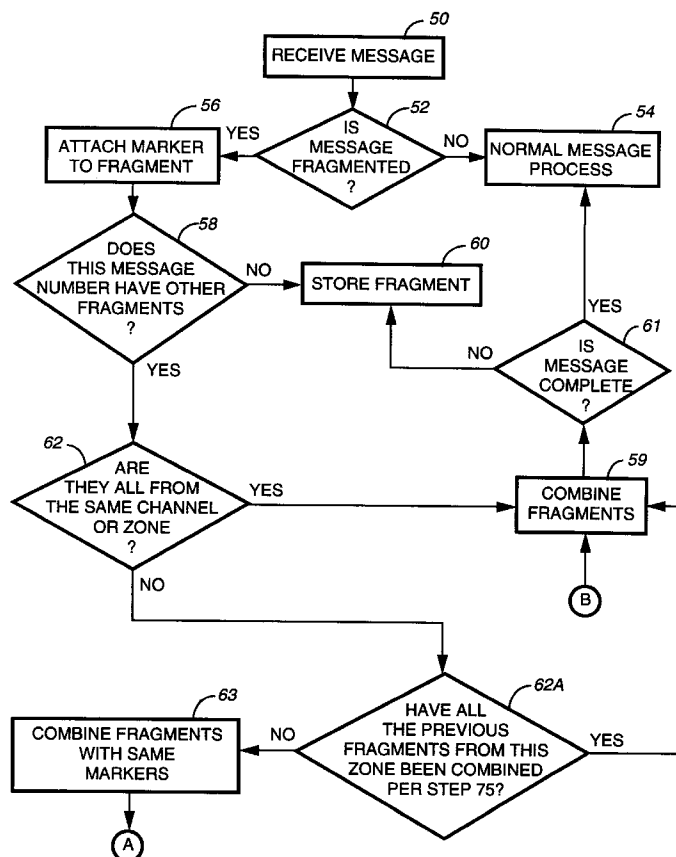 50
RECEIVE MESSAGE
56
52
54
ATTACH MARKER
TO FRAGMENT
YES
IS
MESSAGE
FRAGMENTED
?
NO
NORMAL MESSAGE
PROCESS
58
DOES
THIS MESSAGE
NUMBER HAVE OTHER
FRAGMENTS
?
NO
60
STORE FRAGMENT
YES
61
IS
MESSAGE
COMPLETE
?
NO
YES
62
ARE
THEY ALL FROM
THE SAME CHANNEL
OR ZONE
?
YES
59
COMBINE
FRAGMENTS
NO
B
63
COMBINE FRAGMENTS
WITH SAME
MARKERS
NO
62A
HAVE ALL
THE PREVIOUS
FRAGMENTS FROM THIS
ZONE BEEN COMBINED
PER STEP 75?
YES
A